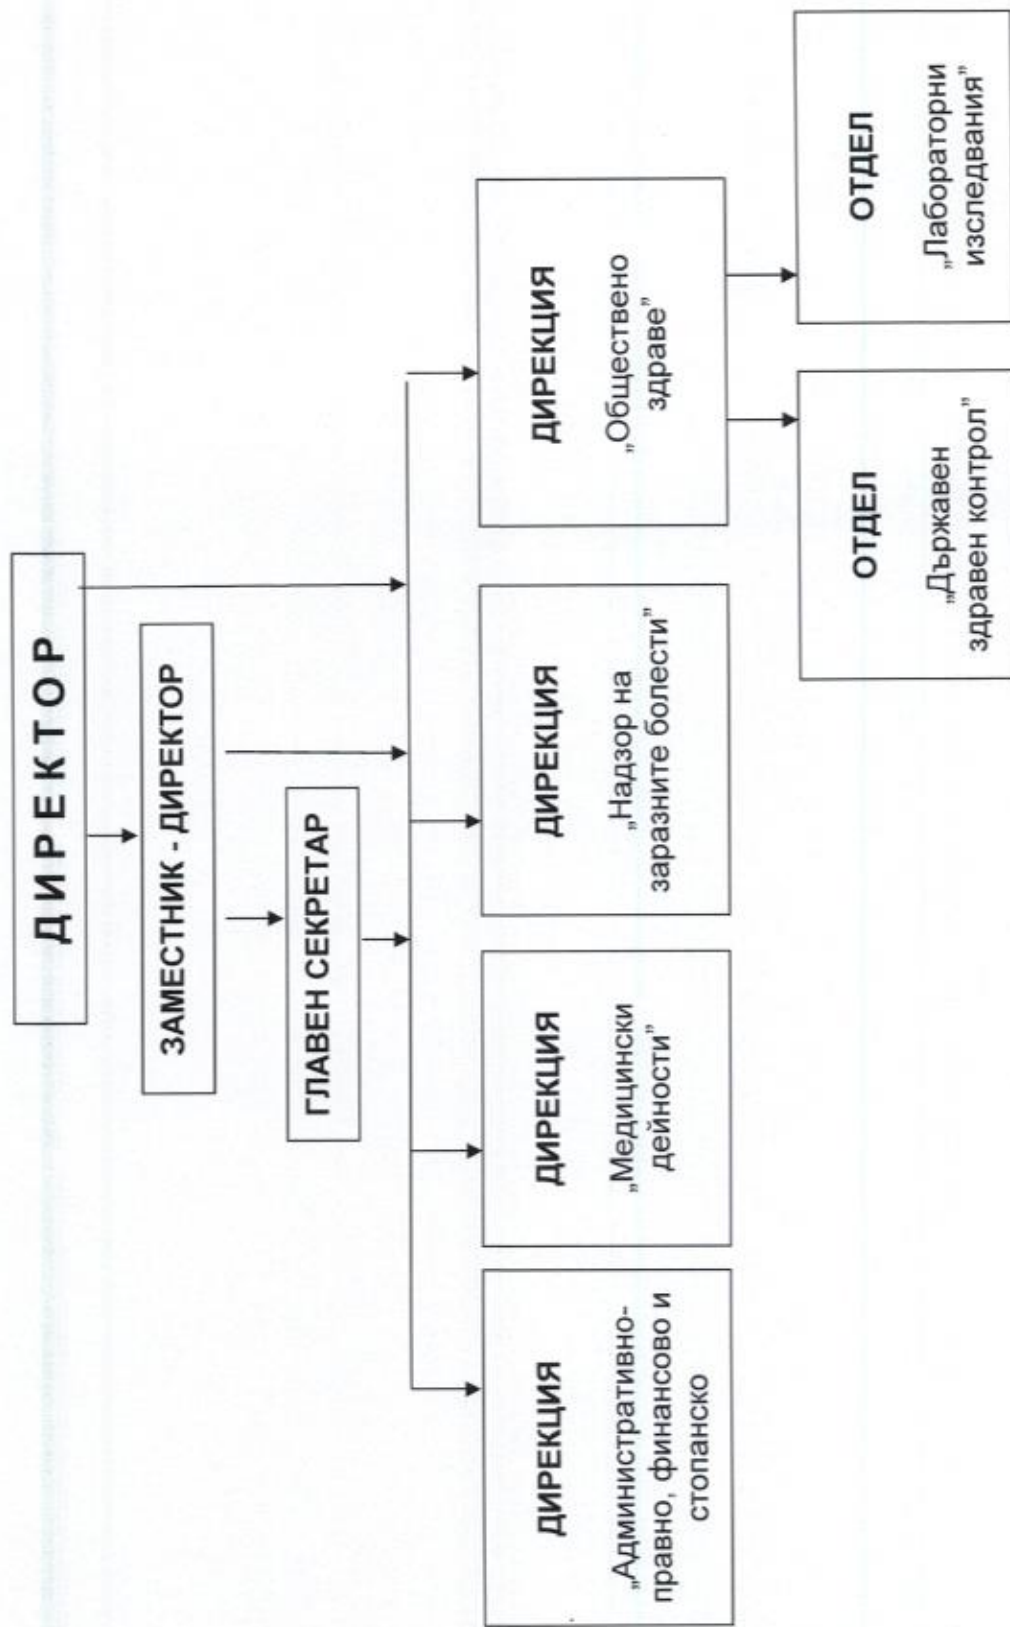 ДИРЕКТОР
ЗАМЕСТНИК - ДИРЕКТОР
ГЛАВЕН СЕКРЕТАР
ДИРЕКЦИЯ
„Административно-
правно, финансово и
стопанско
ДИРЕКЦИЯ
„Медицински
дейности”
ДИРЕКЦИЯ
„Надзор на
заразните болести”
ДИРЕКЦИЯ
„Обществено
здраве”
ОТДЕЛ
„Държавен
здравен контрол”
ОТДЕЛ
„Лабораторни
изследвания”